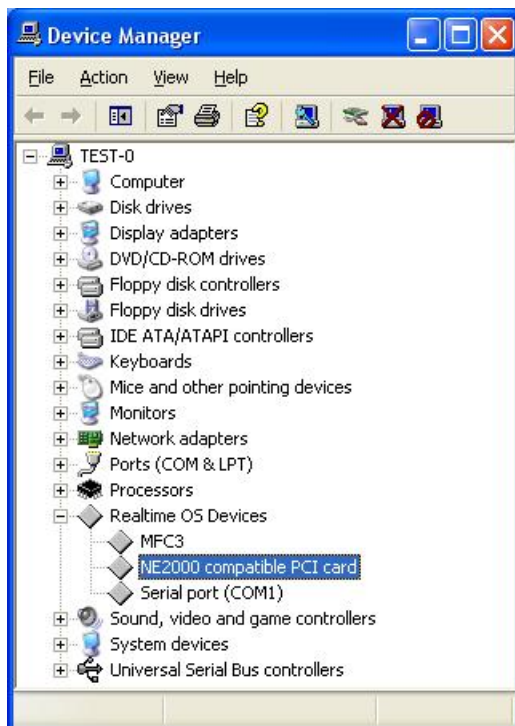 Device Manager
File Action View Help
TEST-0
Computer
Disk drives
Display adapters
DVD/CD-ROM drives
Floppy disk controllers
Floppy disk drives
IDE ATA/ATAPI controllers
Keyboards
Mice and other pointing devices
Monitors
Network adapters
Ports (COM & LPT)
Processors
Realtime OS Devices
MFC3
NE2000 compatible PCI card
Serial port (COM1)
Sound, video and game controllers
System devices
Universal Serial Bus controllers